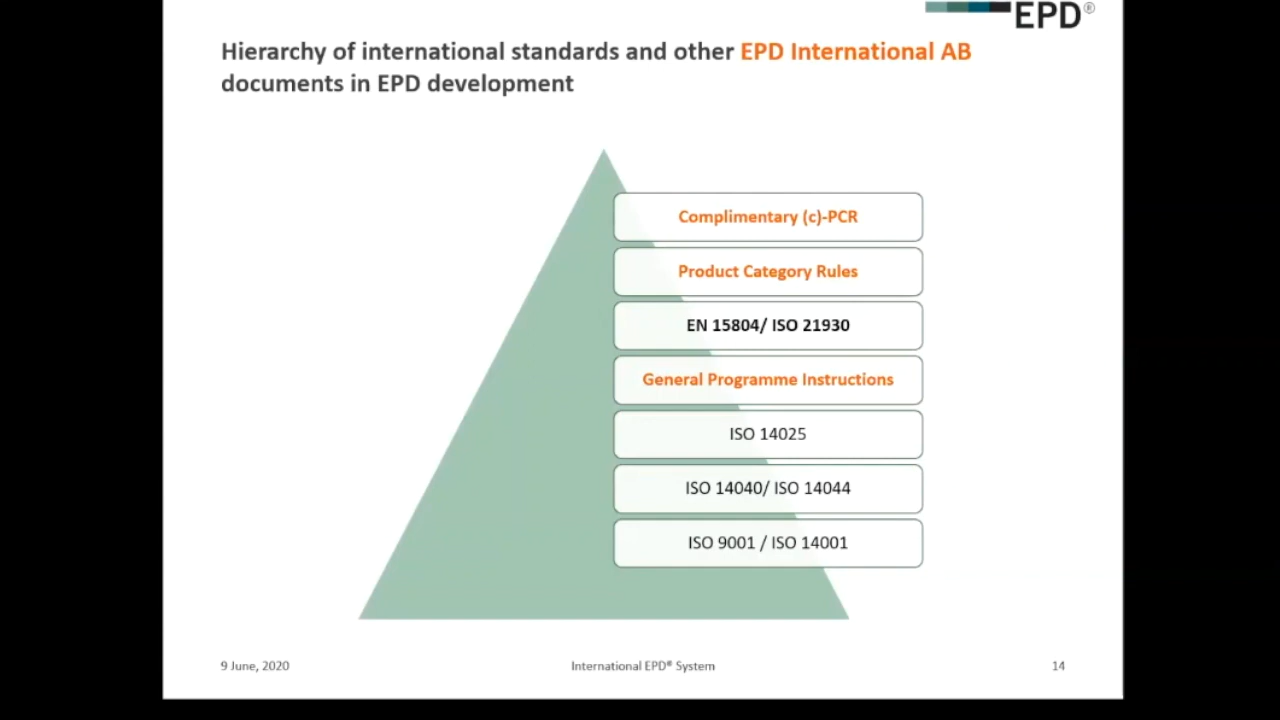 EPD®
Hierarchy of international standards and other EPD International AB
documents in EPD development
Complimentary (c)-PCR
Product Category Rules
EN 15804/ ISO 21930
General Programme Instructions
ISO 14025
ISO 14040/ ISO 14044
ISO 9001 / ISO 14001
9 June, 2020
International EPD® System
14